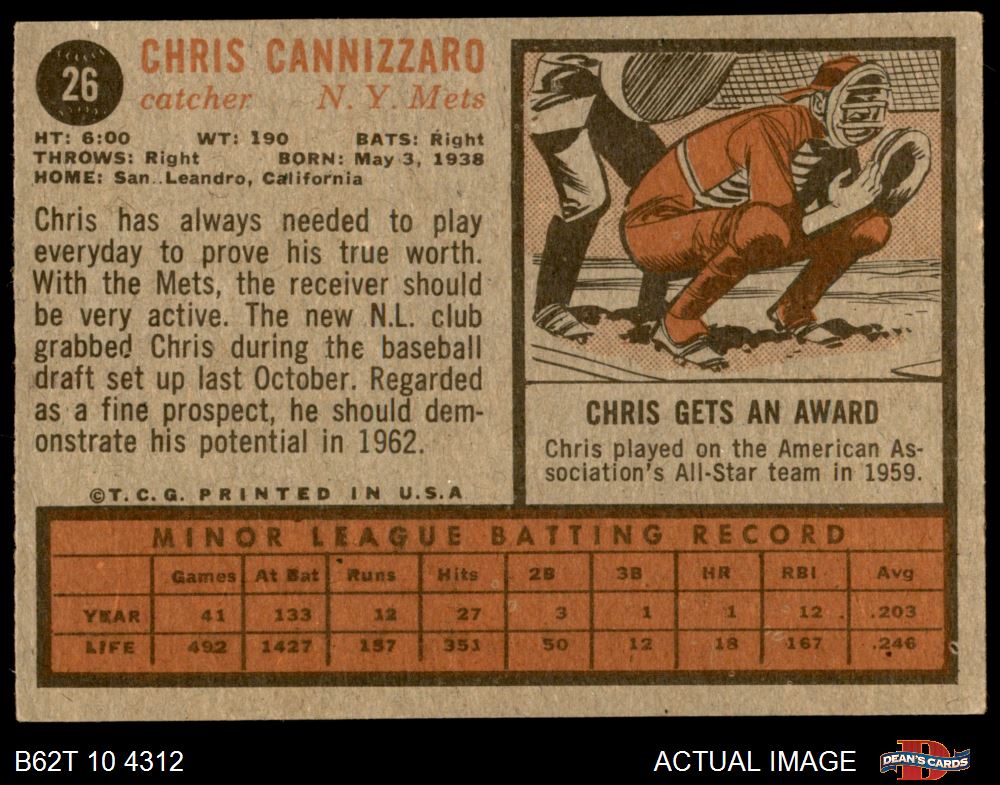 26
CHRIS CANNIZZARO
catcher N. Y. Mets
HT: 6:00 WT: 190 BATS: Right
THROWS: Right BORN: May 3, 1938
HOME: San Leandro, California
Chris has always needed to play
everyday to prove his true worth.
With the Mets, the receiver should
be very active. The new N.L. club
grabbed Chris during the baseball
draft set up last October. Regarded
as a fine prospect, he should dem-
onstrate his potential in 1962.
©T.C.G. PRINTED IN U.S.A
CHRIS GETS AN AWARD
Chris played on the American As-
sociation's All-Star team in 1959.
MINOR LEAGUE BATTING RECORD
Games At Bat Runs Hits 2B 3B HR RBI Avg
YEAR 41 133 12 27 3 1 1 12 .203
LIFE 492 1427 157 351 50 12 18 167 .246
B62T 10 4312
ACTUAL IMAGE
D
DEAN'S CARDS